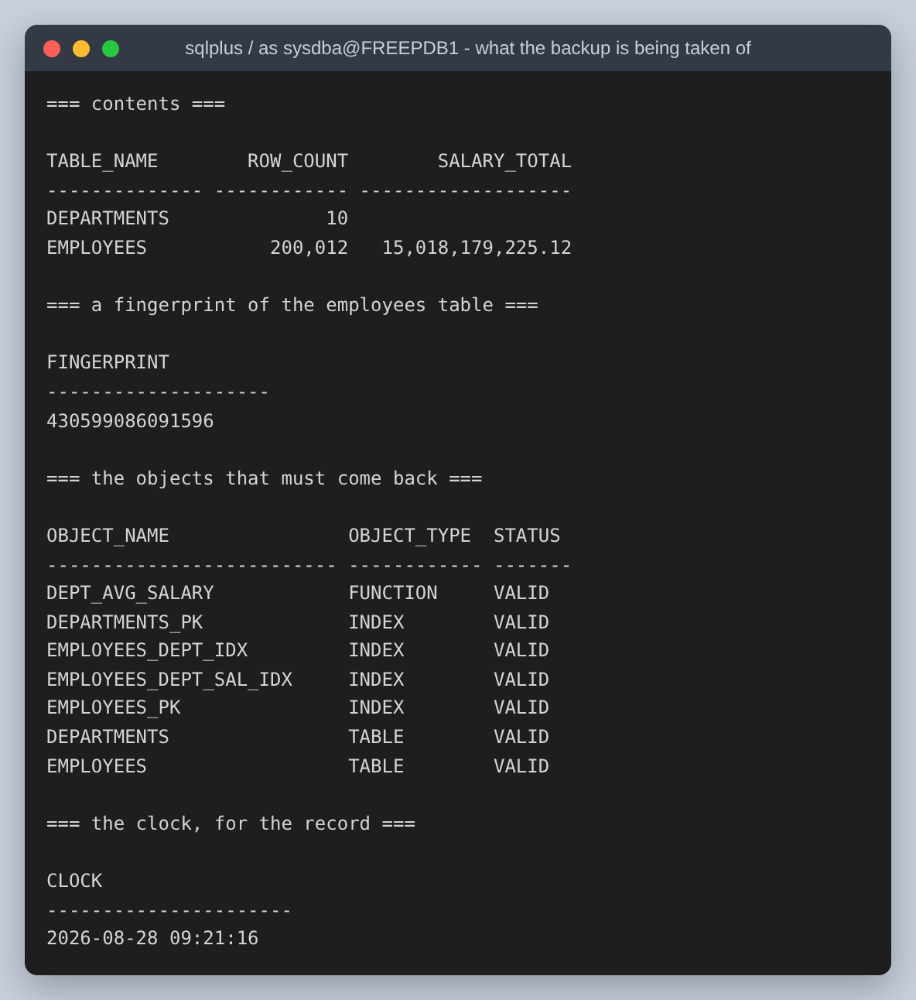 sqlplus / as sysdba@FREEPDB1 - what the backup is being taken of
=== contents ===
TABLE_NAME        ROW_COUNT        SALARY_TOTAL
-------------- ------------ -------------------
DEPARTMENTS              10
EMPLOYEES           200,012   15,018,179,225.12
=== a fingerprint of the employees table ===
FINGERPRINT
--------------------
430599086091596
=== the objects that must come back ===
OBJECT_NAME                OBJECT_TYPE  STATUS
-------------------------- ------------ -------
DEPT_AVG_SALARY            FUNCTION     VALID
DEPARTMENTS_PK             INDEX        VALID
EMPLOYEES_DEPT_IDX         INDEX        VALID
EMPLOYEES_DEPT_SAL_IDX     INDEX        VALID
EMPLOYEES_PK               INDEX        VALID
DEPARTMENTS                TABLE        VALID
EMPLOYEES                  TABLE        VALID
=== the clock, for the record ===
CLOCK
----------------------
2026-08-28 09:21:16